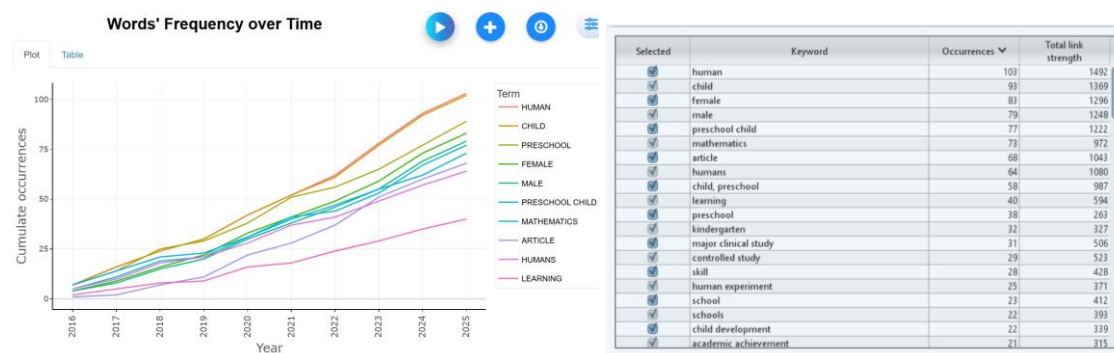 Words' Frequency over Time
Plot Table
Cumulate occurrences
100
75
50
25
0
2016 2017 2018 2019 2020 2021 2022 2023 2024 2025
Year
Term
HUMAN
CHILD
PRESCHOOL
FEMALE
MALE
PRESCHOOL CHILD
MATHEMATICS
ARTICLE
HUMANS
LEARNING
Selected Keyword Occurrences Total link
strength
human 103 1492
child 93 1369
female 83 1296
male 79 1248
preschool child 77 1222
mathematics 73 972
article 68 1043
humans 64 1080
child, preschool 58 987
learning 40 594
preschool 38 263
kindergarten 32 327
major clinical study 31 506
controlled study 29 523
skill 28 428
human experiment 25 371
school 23 412
schools 22 393
child development 22 339
academic achievement 21 315